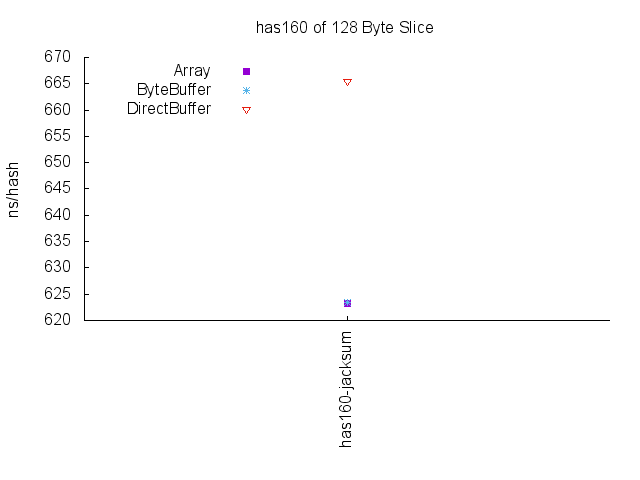 has160 of 128 Byte Slice
ns/hash
670
665
660
655
650
645
640
635
630
625
620
Array
ByteBuffer
DirectBuffer
has160-jacksum